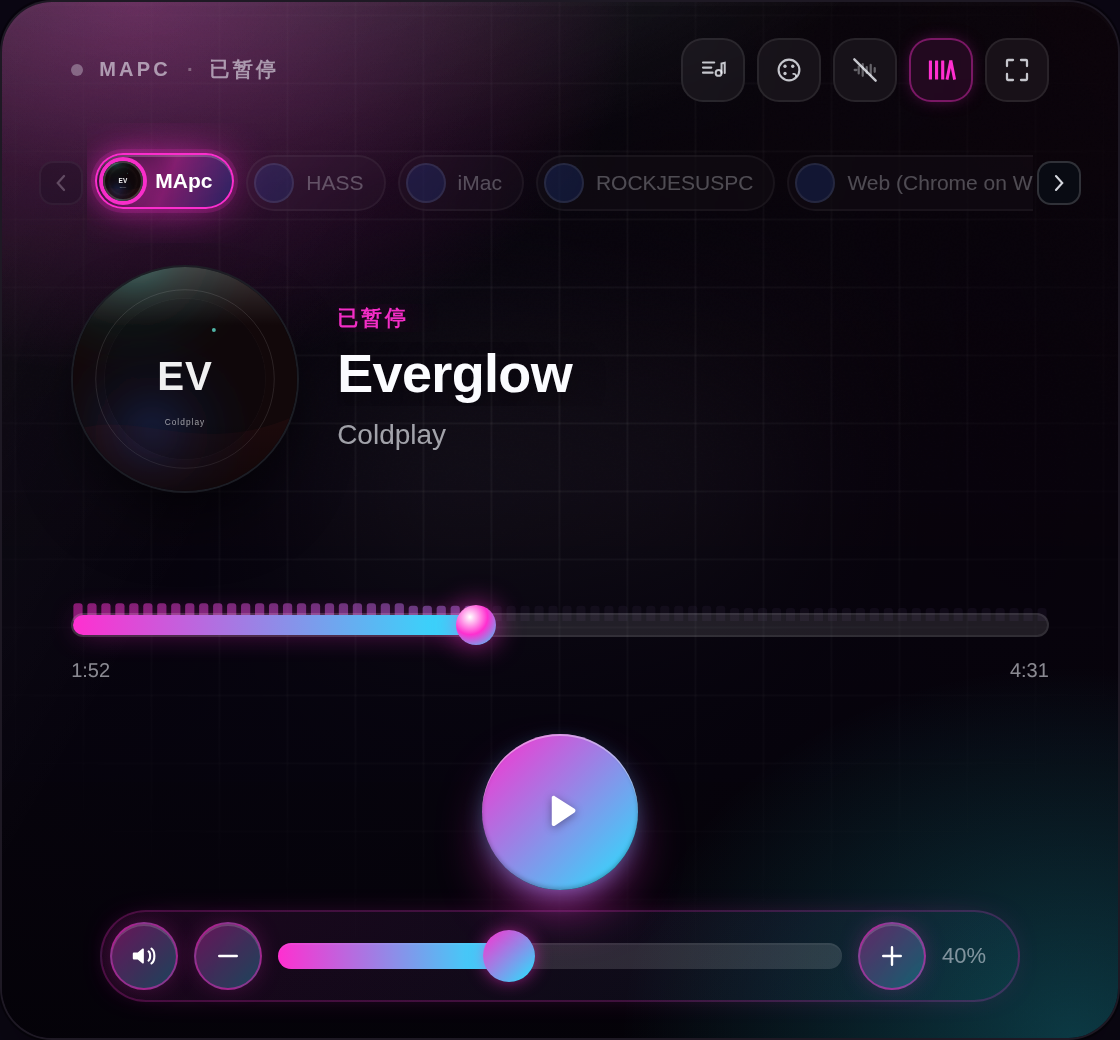 MAPC · 已暂停
EV MApc HASS iMac ROCKJESUSPC Web (Chrome on W
EV
Coldplay
已暂停
Everglow
Coldplay
1:52 4:31
40%